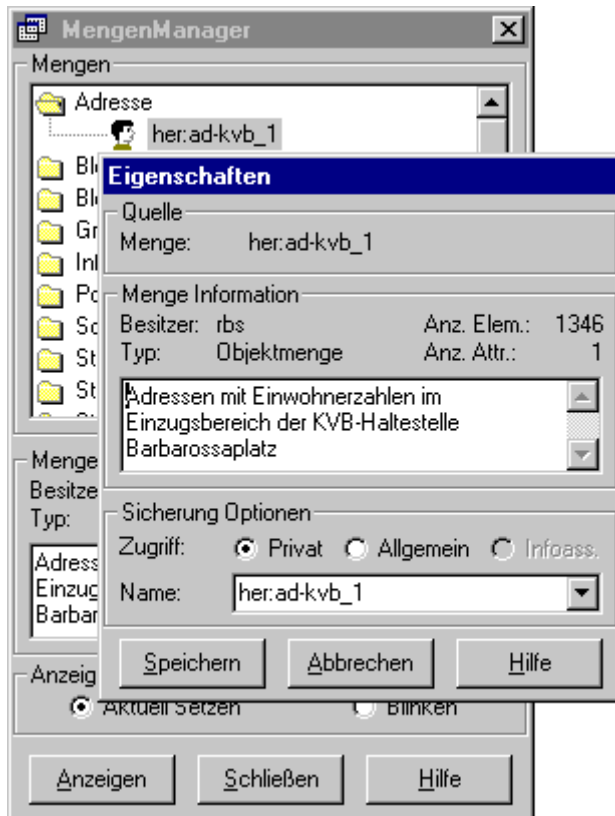 MengenManager
Mengen
Adresse
her:ad-kvb_1
Eigenschaften
Quelle
Menge: her:ad-kvb_1
Menge Information
Besitzer: rbs Anz. Elem.: 1346
Typ: Objektmenge Anz. Attr.: 1
Adressen mit Einwohnerzahlen im
Einzugsbereich der KVB-Haltestelle
Barbarossaplatz
Sicherung Optionen
Zugriff: Privat Allgemein Infoass.
Name: her:ad-kvb_1
Speichern Abbrechen Hilfe
Menge
Besitze
Typ:
Adress
Einzug
Barbar
Anzeig
Aktuell Setzen Blinken
Anzeigen Schließen Hilfe